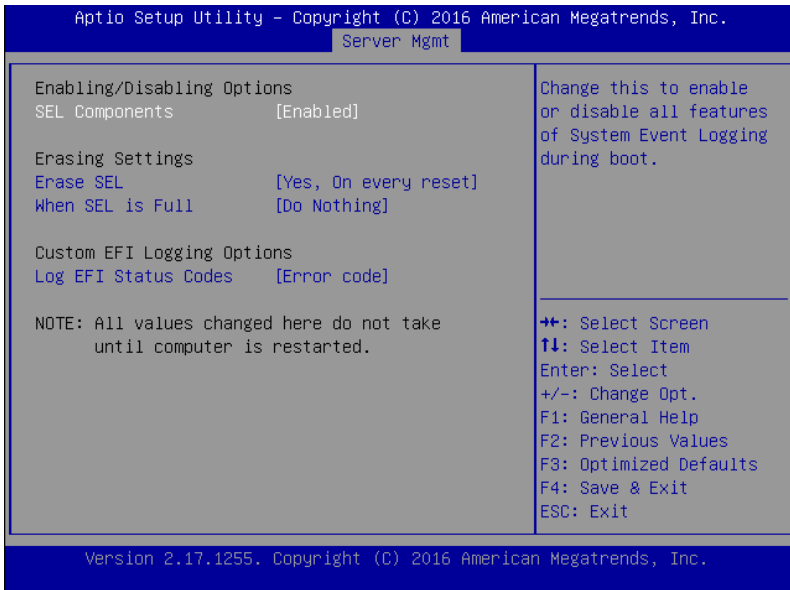 Aptio Setup Utility – Copyright (C) 2016 American Megatrends, Inc.
Server Mgmt
Enabling/Disabling Options
SEL Components [Enabled]
Erasing Settings
Erase SEL [Yes, On every reset]
When SEL is Full [Do Nothing]
Custom EFI Logging Options
Log EFI Status Codes [Error code]
NOTE: All values changed here do not take
until computer is restarted.
Change this to enable
or disable all features
of System Event Logging
during boot.
→←: Select Screen
↑↓: Select Item
Enter: Select
+/-: Change Opt.
F1: General Help
F2: Previous Values
F3: Optimized Defaults
F4: Save & Exit
ESC: Exit
Version 2.17.1255. Copyright (C) 2016 American Megatrends, Inc.